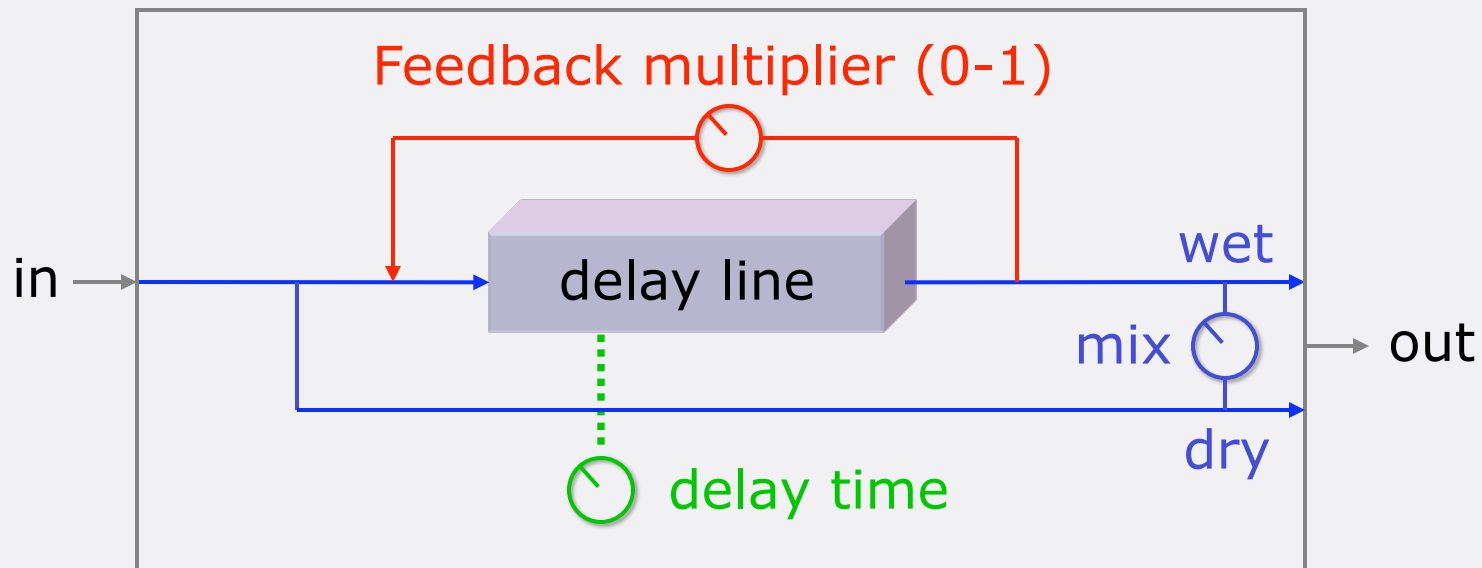 Feedback multiplier (0-1)
wet
in
delay line
mix
out
dry
delay time